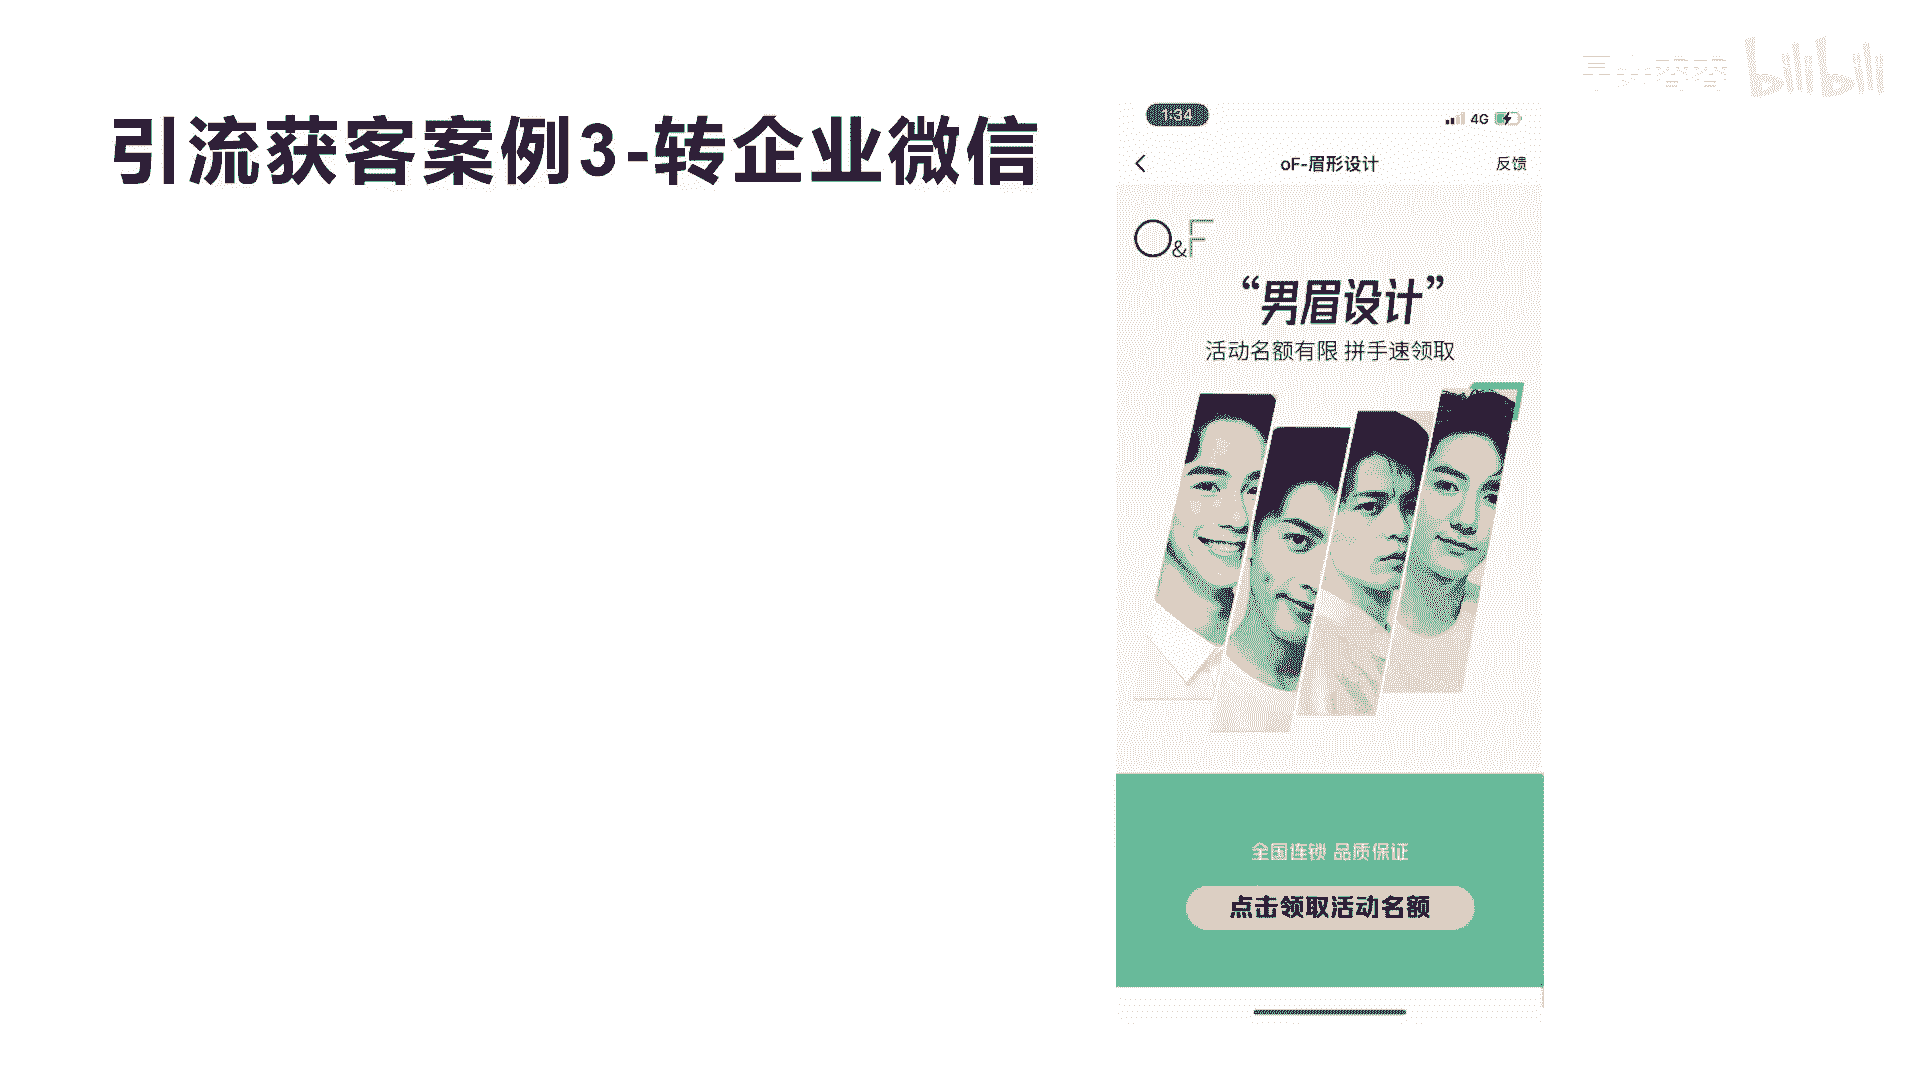 bilibili
引流获客案例3-转企业微信
1:34
4G
oF-眉形设计
反馈
O&F
“男眉设计”
活动名额有限 拼手速领取
全国连锁 品质保证
点击领取活动名额